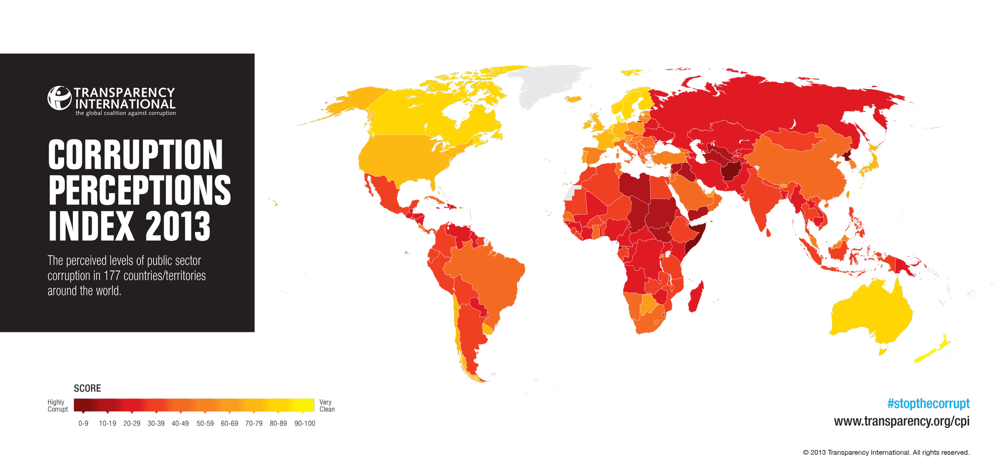 TRANSPARENCY
INTERNATIONAL
the global coalition against corruption
CORRUPTION
PERCEPTIONS
INDEX 2013
The perceived levels of public sector
corruption in 177 countries/territories
around the world.
SCORE
Highly
Corrupt
Very
Clean
0-9 10-19 20-29 30-39 40-49 50-59 60-69 70-79 80-89 90-100
#stopthecorrupt
www.transparency.org/cpi
© 2013 Transparency International. All rights reserved.